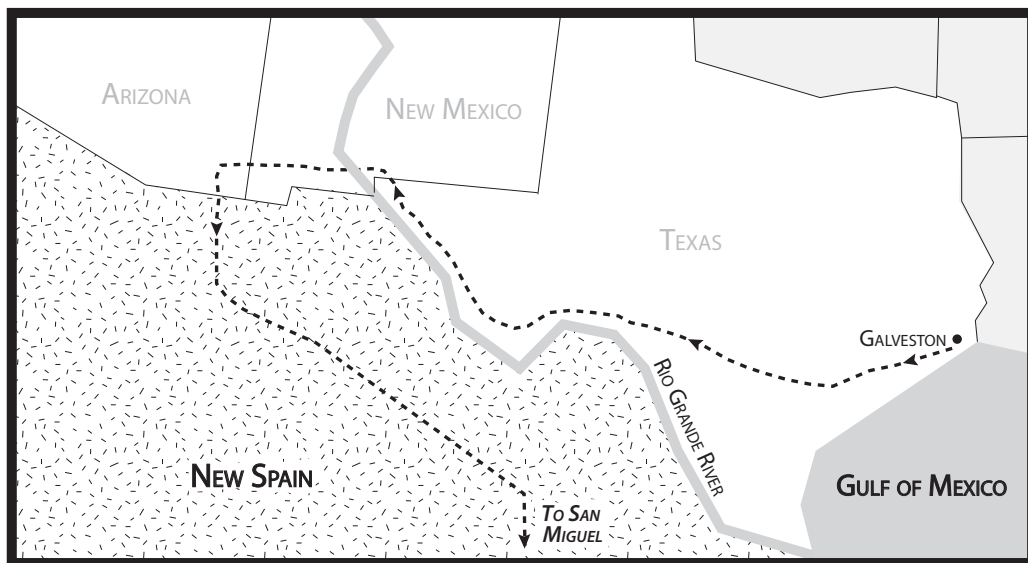 ARIZONA
NEW MEXICO
TEXAS
GALVESTON
RIO GRANDE RIVER
NEW SPAIN
GULF OF MEXICO
TO SAN
MIGUEL